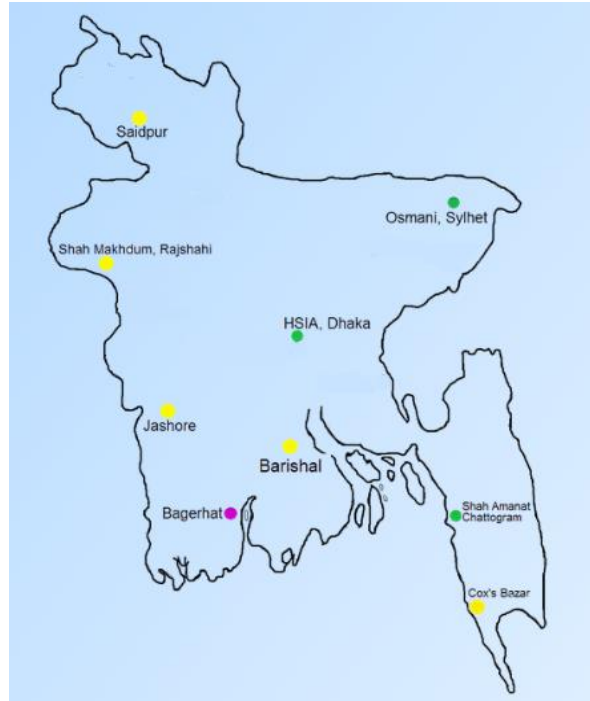 Saidpur
Osmani, Sylhet
Shah Makhdum, Rajshahi
HSIA, Dhaka
Jashore
Barishal
Bagerhat
Shah Amanat
Chattogram
Cox's Bazar